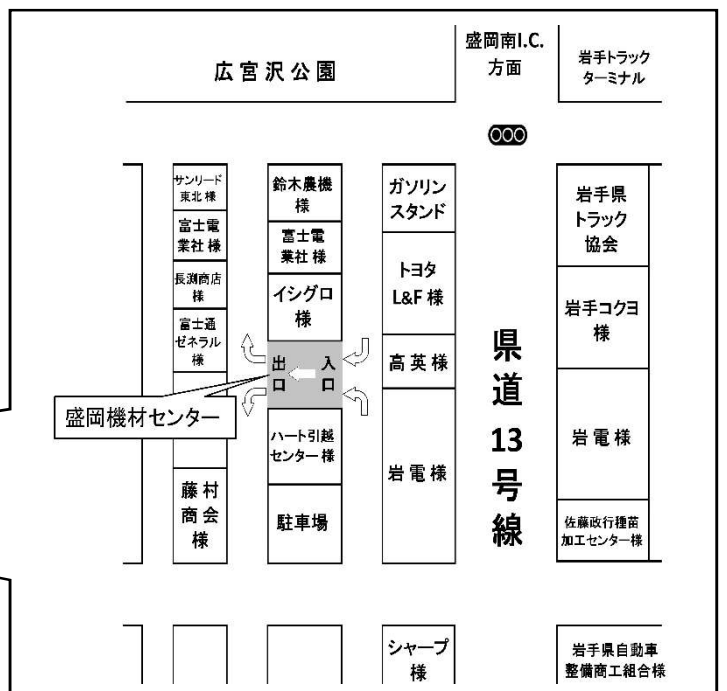 広宮沢公園
盛岡南I.C.
方面
岩手トラック
ターミナル
サンリード
東北様
富士電
業社様
長渕商店
様
富士通
ゼネラル
様
藤村
商会
様
鈴木農機
様
富士電
業社様
イシグロ
様
出口
入口
盛岡機材センター
ハート引越
センター様
駐車場
ガソリン
スタンド
トヨタ
L&F様
高英様
岩電様
シャープ
様
県道13号線
岩手県
トラック
協会
岩手コクヨ
様
岩電様
佐藤政行種苗
加工センター様
岩手県自動車
整備商工組合様